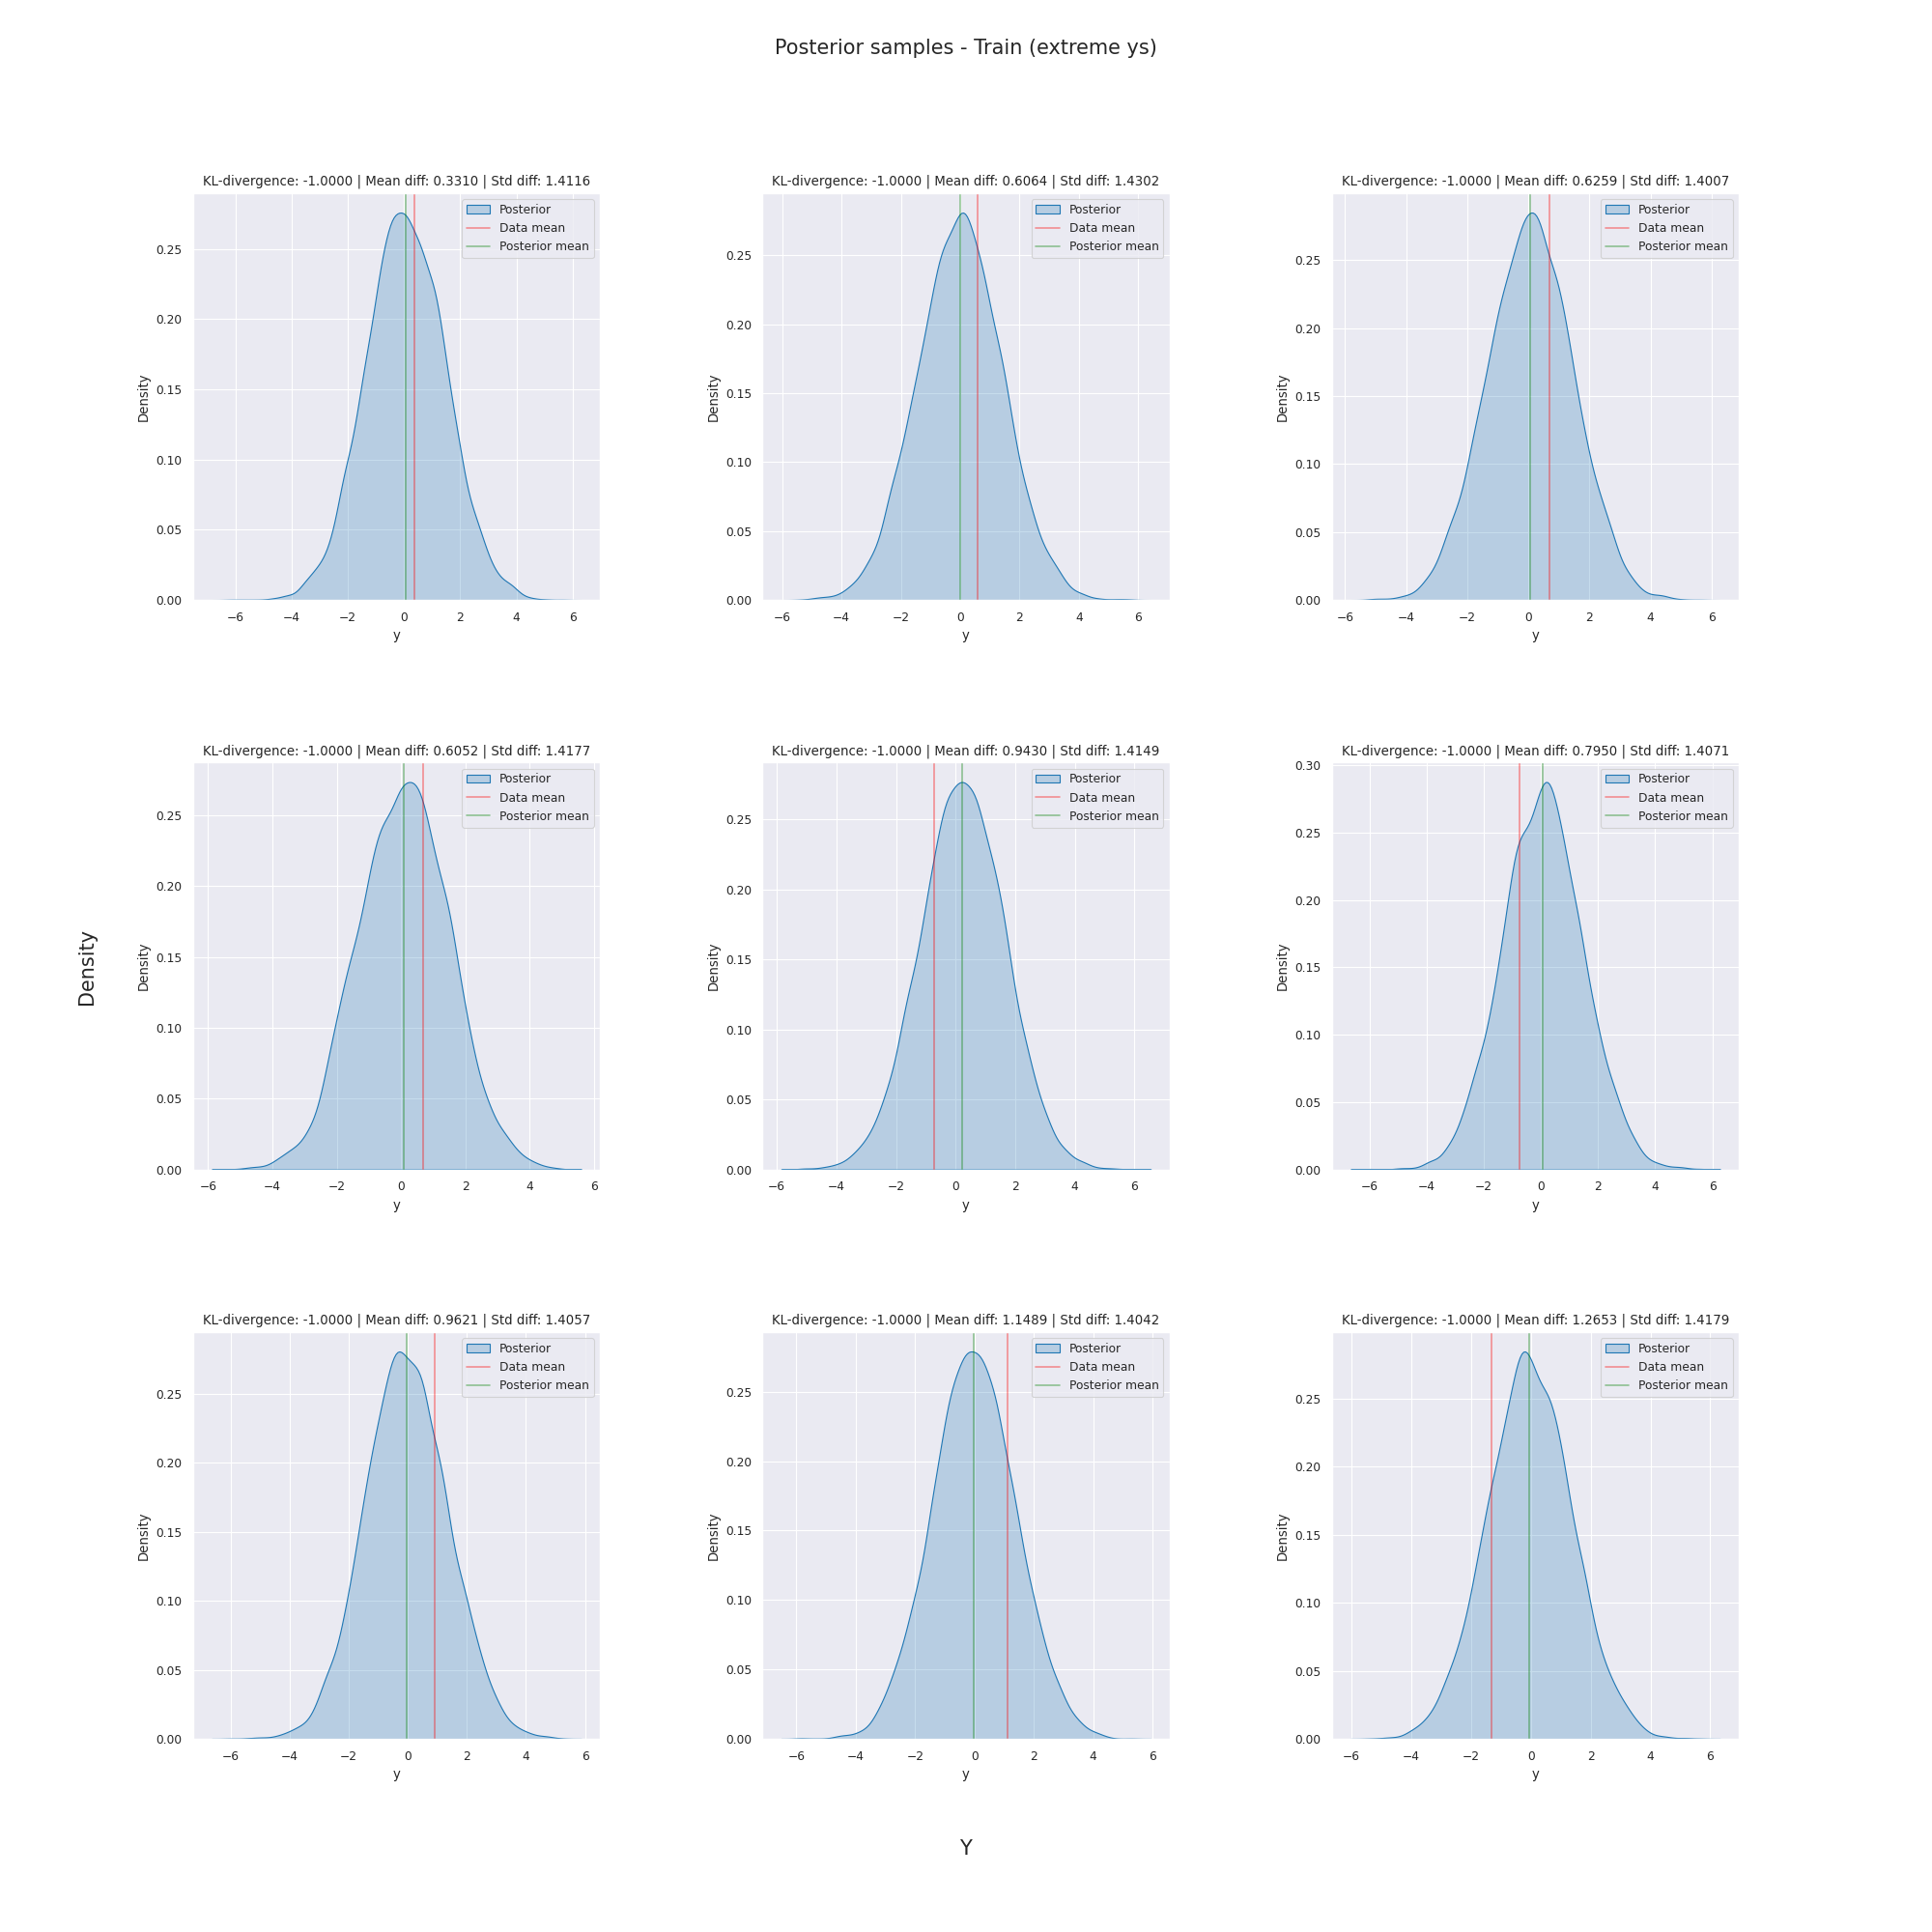 Posterior samples - Train (extreme ys)
KL-divergence: -1.0000 | Mean diff: 0.3310 | Std diff: 1.4116
Posterior
Data mean
Posterior mean
0.25
0.20
0.15
0.10
0.05
0.00
Density
−6 −4 −2 0 2 4 6
y
KL-divergence: -1.0000 | Mean diff: 0.6064 | Std diff: 1.4302
Posterior
Data mean
Posterior mean
0.25
0.20
0.15
0.10
0.05
0.00
Density
−6 −4 −2 0 2 4 6
y
KL-divergence: -1.0000 | Mean diff: 0.6259 | Std diff: 1.4007
Posterior
Data mean
Posterior mean
0.25
0.20
0.15
0.10
0.05
0.00
Density
−6 −4 −2 0 2 4 6
y
Density
KL-divergence: -1.0000 | Mean diff: 0.6052 | Std diff: 1.4177
Posterior
Data mean
Posterior mean
0.25
0.20
0.15
0.10
0.05
0.00
Density
−6 −4 −2 0 2 4 6
y
KL-divergence: -1.0000 | Mean diff: 0.9430 | Std diff: 1.4149
Posterior
Data mean
Posterior mean
0.25
0.20
0.15
0.10
0.05
0.00
Density
−6 −4 −2 0 2 4 6
y
KL-divergence: -1.0000 | Mean diff: 0.7950 | Std diff: 1.4071
Posterior
Data mean
Posterior mean
0.30
0.25
0.20
0.15
0.10
0.05
0.00
Density
−6 −4 −2 0 2 4 6
y
KL-divergence: -1.0000 | Mean diff: 0.9621 | Std diff: 1.4057
Posterior
Data mean
Posterior mean
0.25
0.20
0.15
0.10
0.05
0.00
Density
−6 −4 −2 0 2 4 6
y
KL-divergence: -1.0000 | Mean diff: 1.1489 | Std diff: 1.4042
Posterior
Data mean
Posterior mean
0.25
0.20
0.15
0.10
0.05
0.00
Density
−6 −4 −2 0 2 4 6
y
KL-divergence: -1.0000 | Mean diff: 1.2653 | Std diff: 1.4179
Posterior
Data mean
Posterior mean
0.25
0.20
0.15
0.10
0.05
0.00
Density
−6 −4 −2 0 2 4 6
y
Y